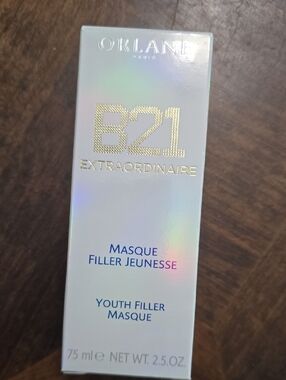 ORLANE
PARIS
B21
EXTRAORDINAIRE
MASQUE
FILLER JEUNESSE
YOUTH FILLER
MASQUE
75 ml e NET WT. 2.5 OZ.